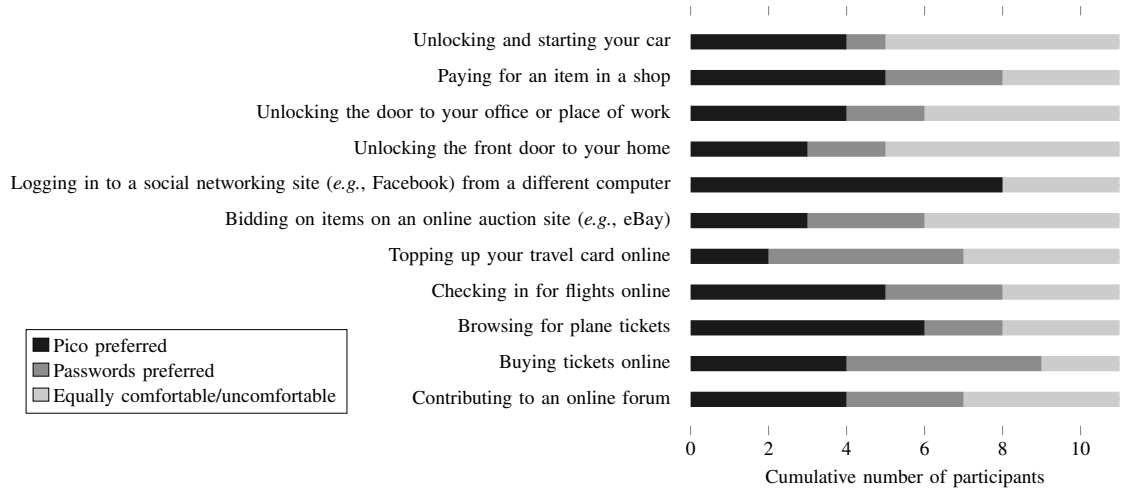 Unlocking and starting your car
Paying for an item in a shop
Unlocking the door to your office or place of work
Unlocking the front door to your home
Logging in to a social networking site (e.g., Facebook) from a different computer
Bidding on items on an online auction site (e.g., eBay)
Topping up your travel card online
Checking in for flights online
Browsing for plane tickets
Buying tickets online
Contributing to an online forum
Pico preferred
Passwords preferred
Equally comfortable/uncomfortable
0 2 4 6 8 10
Cumulative number of participants